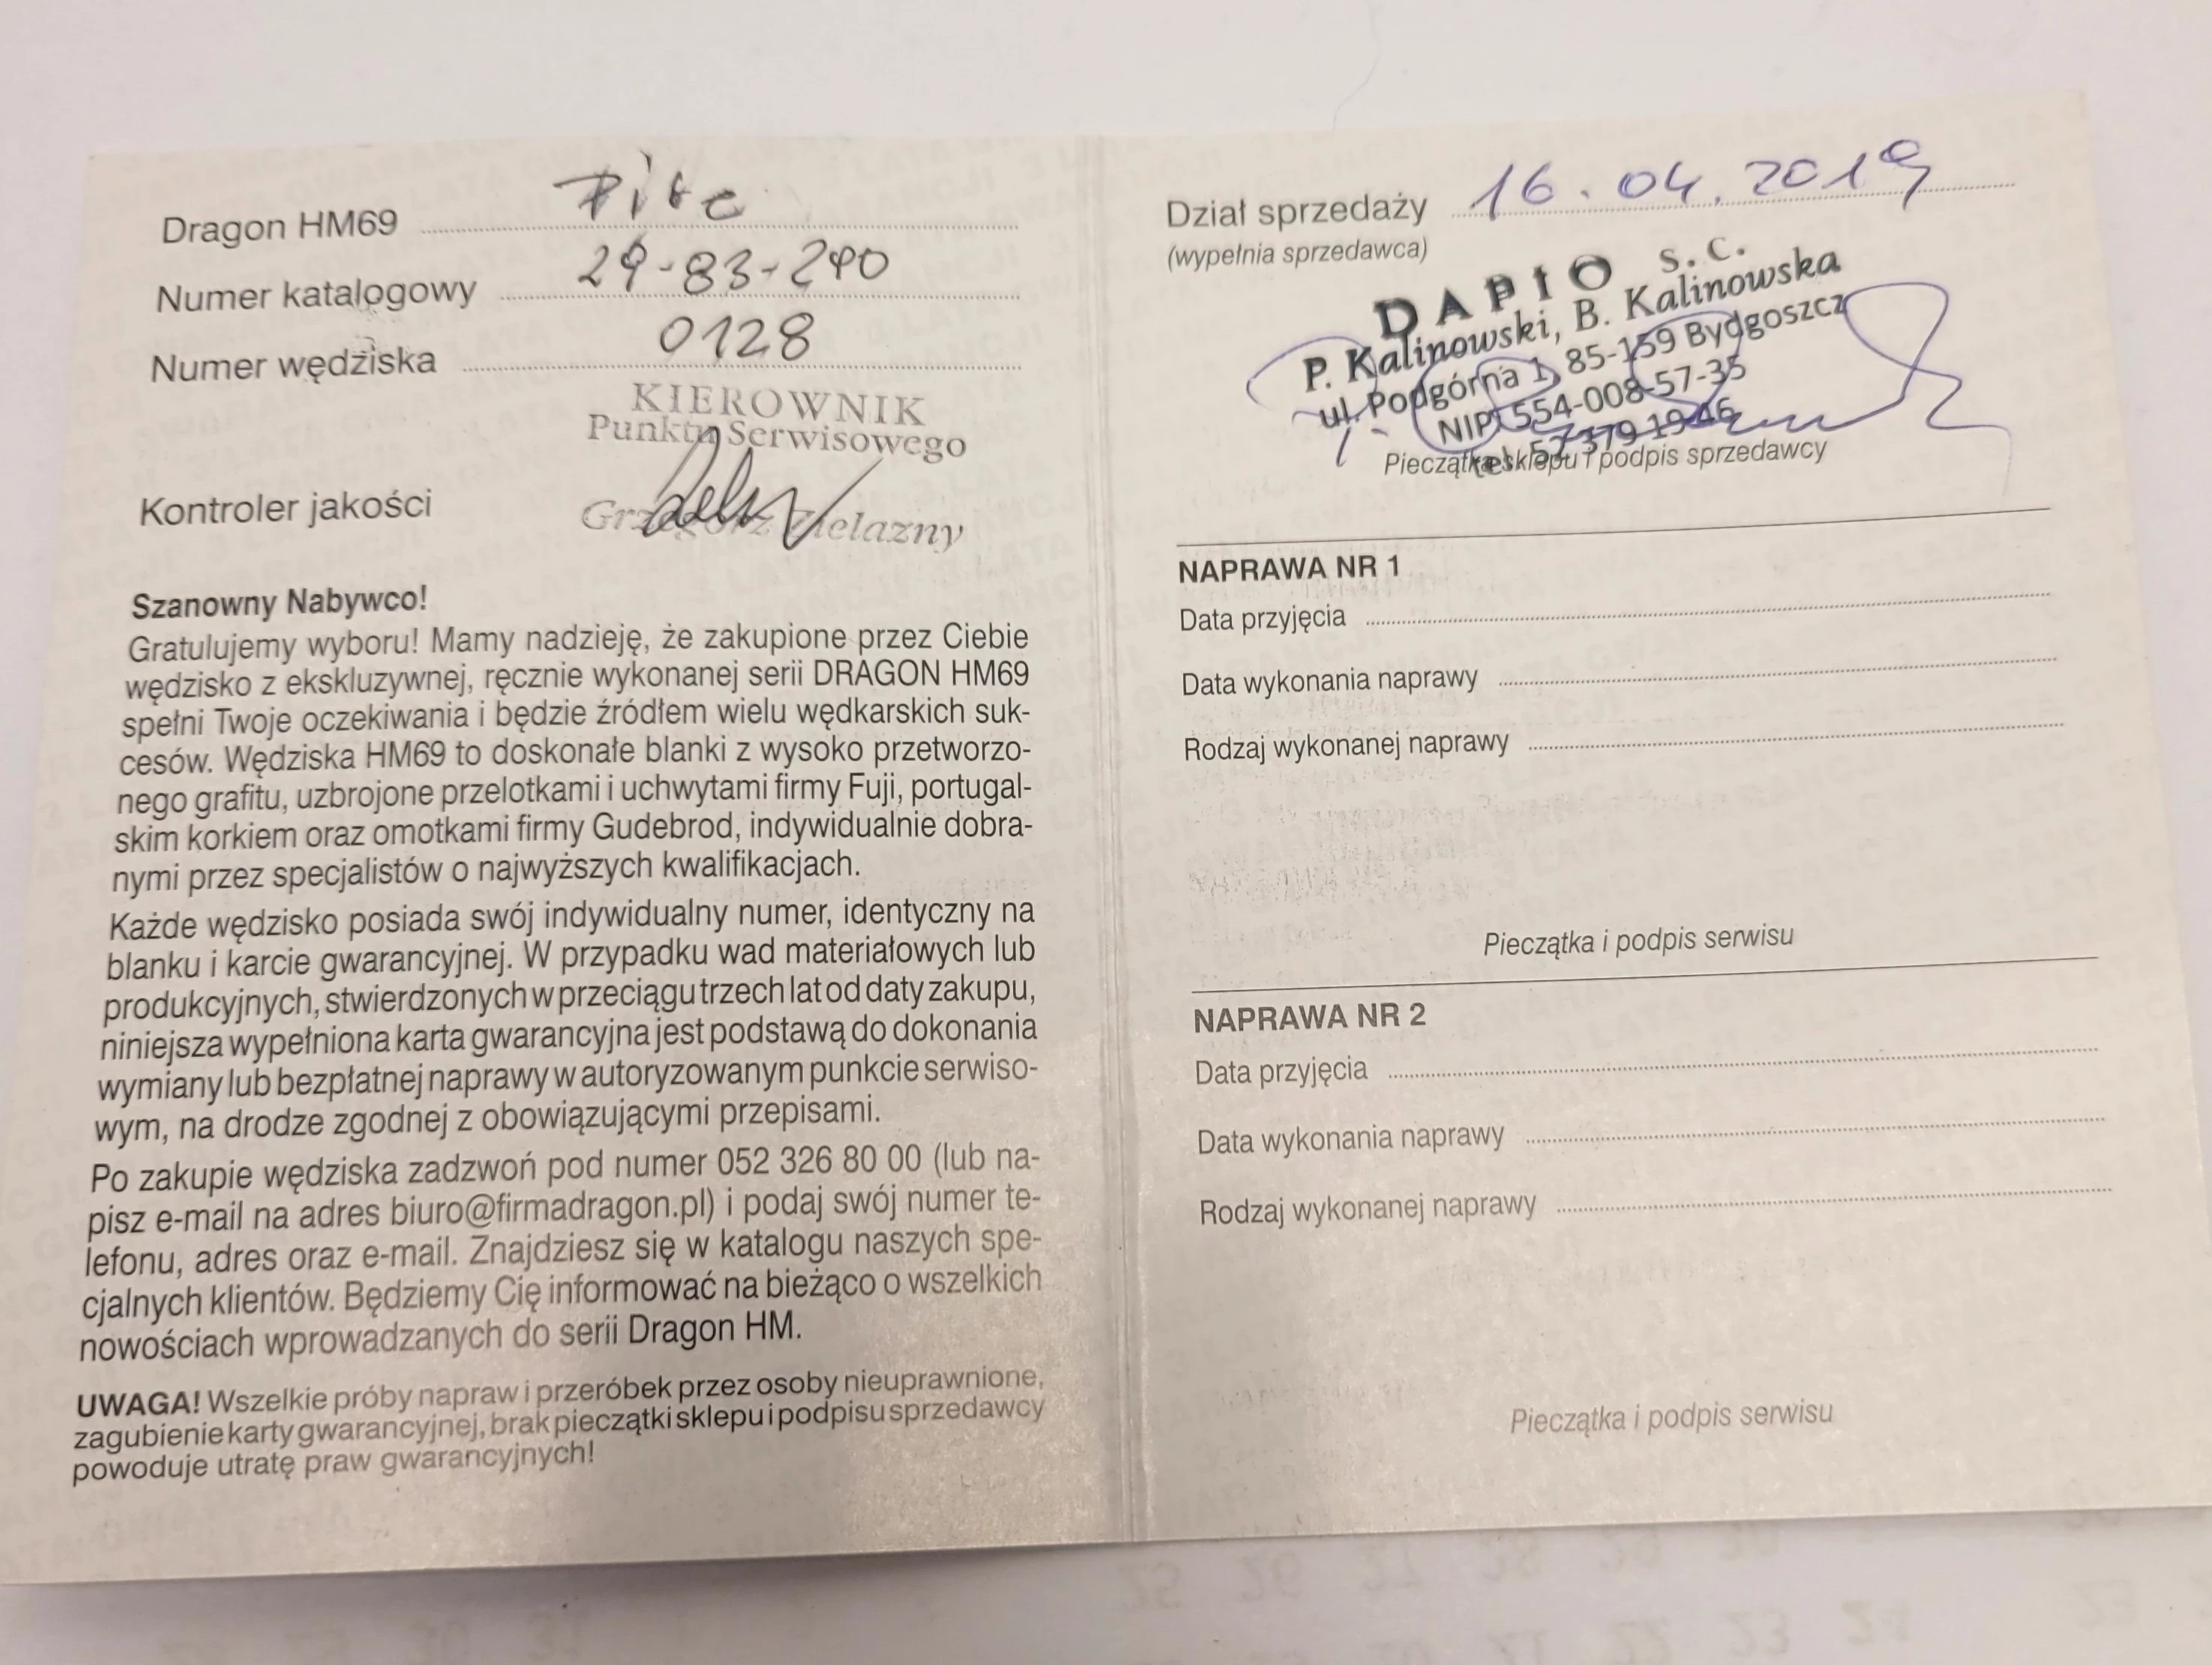 Dragon HM69 Pike
Numer katalogowy 29-83-290
Numer wędziska 0128
KIEROWNIK
Punktu Serwisowego
Kontroler jakości
Grzegorz Zielazny
Szanowny Nabywco!
Gratulujemy wyboru! Mamy nadzieję, że zakupione przez Ciebie
wędzisko z ekskluzywnej, ręcznie wykonanej serii DRAGON HM69
spełni Twoje oczekiwania i będzie źródłem wielu wędkarskich suk-
cesów. Wędziska HM69 to doskonałe blanki z wysoko przetworzo-
nego grafitu, uzbrojone przelotkami i uchwytami firmy Fuji, portugal-
skim korkiem oraz omotkami firmy Gudebrod, indywidualnie dobra-
nymi przez specjalistów o najwyższych kwalifikacjach.
Każde wędzisko posiada swój indywidualny numer, identyczny na
blanku i karcie gwarancyjnej. W przypadku wad materiałowych lub
produkcyjnych, stwierdzonych w przeciągu trzech lat od daty zakupu,
niniejsza wypełniona karta gwarancyjna jest podstawą do dokonania
wymiany lub bezpłatnej naprawy w autoryzowanym punkcie serwiso-
wym, na drodze zgodnej z obowiązującymi przepisami.
Po zakupie wędziska zadzwoń pod numer 052 326 80 00 (lub na-
pisz e-mail na adres biuro@firmadragon.pl) i podaj swój numer te-
lefonu, adres oraz e-mail. Znajdziesz się w katalogu naszych spe-
cjalnych klientów. Będziemy Cię informować na bieżąco o wszelkich
nowościach wprowadzanych do serii Dragon HM.
UWAGA! Wszelkie próby napraw i przeróbek przez osoby nieuprawnione,
zagubienie karty gwarancyjnej, brak pieczątki sklepu i podpisu sprzedawcy
powoduje utratę praw gwarancyjnych!
Dział sprzedaży 16.04.2019
(wypełnia sprzedawca)
DAPIO s.c.
P. Kalinowski, B. Kalinowska
ul. Podgórna 1, 85-159 Bydgoszcz
NIP: 554-008-57-35
tel. 52 379 19 46
Pieczątka sklepu i podpis sprzedawcy
NAPRAWA NR 1
Data przyjęcia
Data wykonania naprawy
Rodzaj wykonanej naprawy
Pieczątka i podpis serwisu
NAPRAWA NR 2
Data przyjęcia
Data wykonania naprawy
Rodzaj wykonanej naprawy
Pieczątka i podpis serwisu